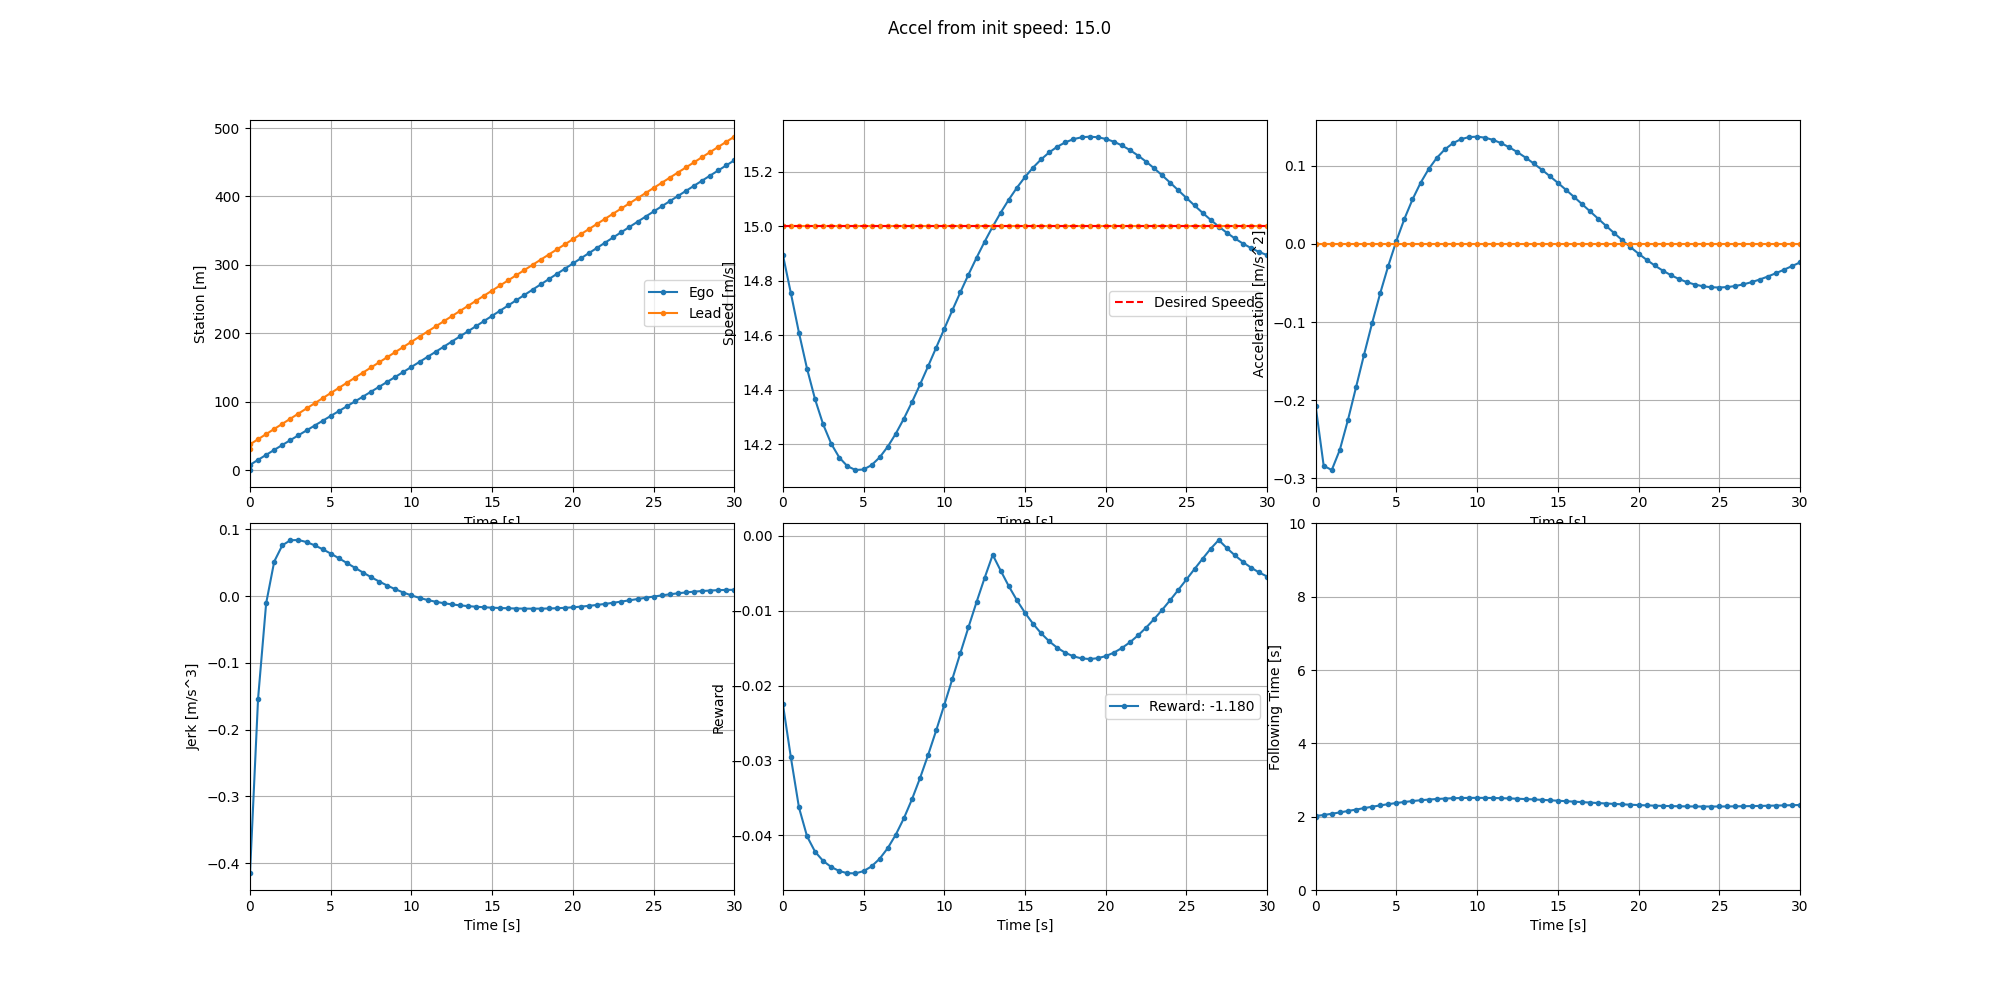 Accel from init speed: 15.0
Station [m]
500
400
300
200
100
0
Ego
Lead
0 5 10 15 20 25 30
Time [s]
Speed [m/s]
15.2
15.0
14.8
14.6
14.4
14.2
Desired Speed
0 5 10 15 20 25 30
Time [s]
Acceleration [m/s^2]
0.1
0.0
−0.1
−0.2
−0.3
0 5 10 15 20 25 30
Time [s]
Jerk [m/s^3]
0.1
0.0
−0.1
−0.2
−0.3
−0.4
0 5 10 15 20 25 30
Time [s]
Reward
0.00
−0.01
−0.02
−0.03
−0.04
Reward: -1.180
0 5 10 15 20 25 30
Time [s]
Following Time [s]
10
8
6
4
2
0
0 5 10 15 20 25 30
Time [s]